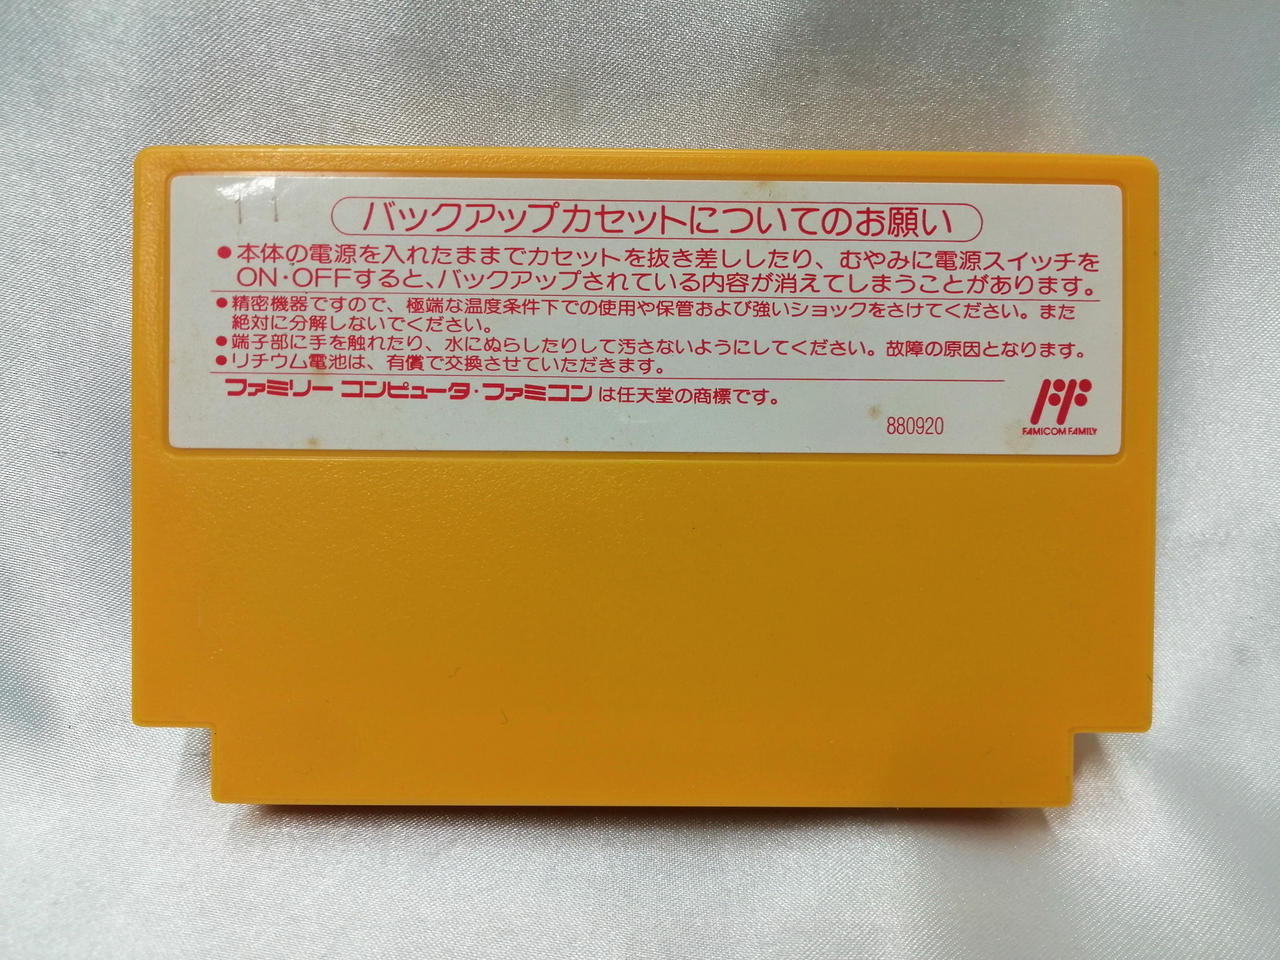 バックアップカセットについてのお願い
●本体の電源を入れたままでカセットを抜き差ししたり、むやみに電源スイッチを
ON・OFFすると、バックアップされている内容が消えてしまうことがあります。
●精密機器ですので、極端な温度条件下での使用や保管および強いショックをさけてください。また
絶対に分解しないでください。
●端子部に手を触れたり、水にぬらしたりして汚さないようにしてください。故障の原因となります。
●リチウム電池は、有償で交換させていただきます。
ファミリー コンピュータ・ファミコン は任天堂の商標です。
880920
FAMICOM FAMILY